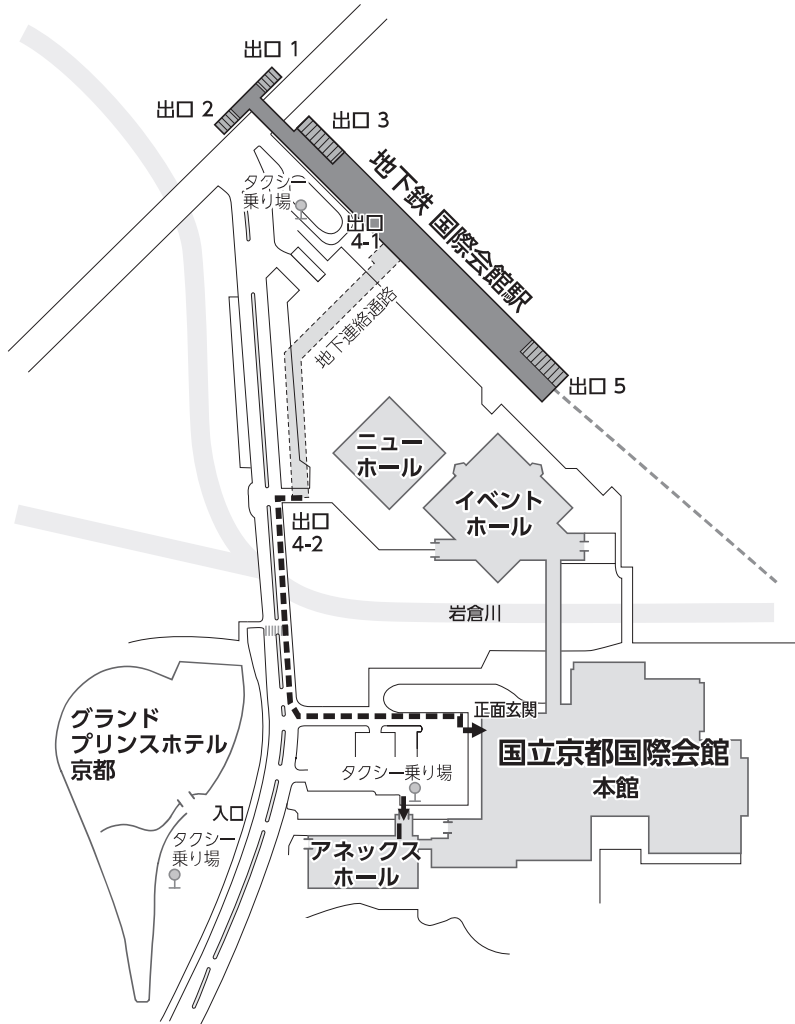 出口 1
出口 2
出口 3
地下鉄 国際会館駅
タクシー
乗り場
出口
4-1
地下連絡通路
出口 5
ニュー
ホール
イベント
ホール
出口
4-2
岩倉川
グランド
プリンスホテル
京都
正面玄関
国立京都国際会館
本館
タクシー乗り場
入口
タクシー
乗り場
アネックス
ホール